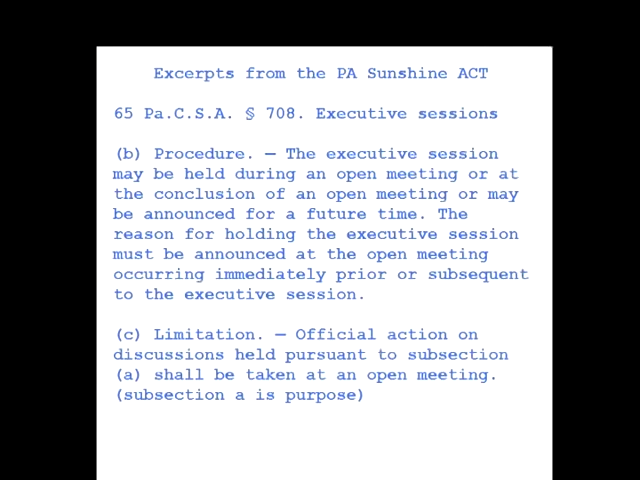 Excerpts from the PA Sunshine ACT
65 Pa.C.S.A. § 708. Executive sessions
(b) Procedure. — The executive session
may be held during an open meeting or at
the conclusion of an open meeting or may
be announced for a future time. The
reason for holding the executive session
must be announced at the open meeting
occurring immediately prior or subsequent
to the executive session.
(c) Limitation. — Official action on
discussions held pursuant to subsection
(a) shall be taken at an open meeting.
(subsection a is purpose)